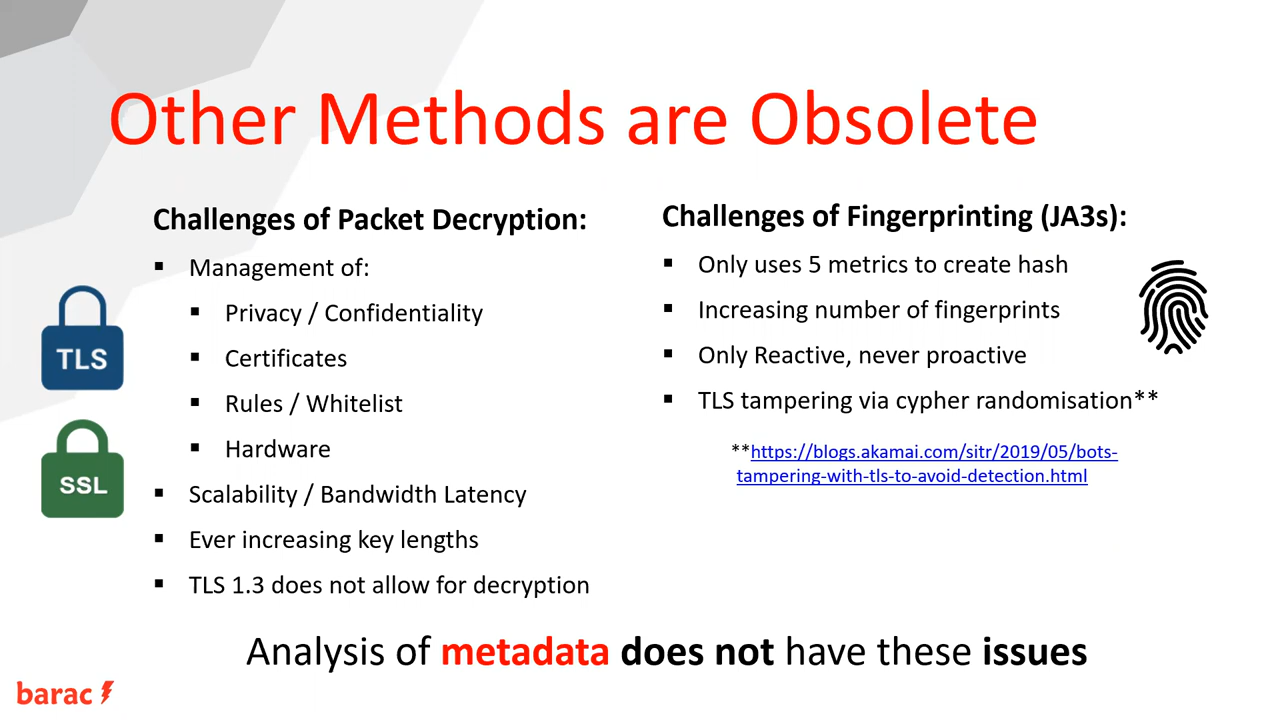 Other Methods are Obsolete
Challenges of Packet Decryption:
▪ Management of:
▪ Privacy / Confidentiality
▪ Certificates
▪ Rules / Whitelist
▪ Hardware
▪ Scalability / Bandwidth Latency
▪ Ever increasing key lengths
▪ TLS 1.3 does not allow for decryption
TLS
SSL
Challenges of Fingerprinting (JA3s):
▪ Only uses 5 metrics to create hash
▪ Increasing number of fingerprints
▪ Only Reactive, never proactive
▪ TLS tampering via cypher randomisation**
**https://blogs.akamai.com/sitr/2019/05/bots-
tampering-with-tls-to-avoid-detection.html
Analysis of metadata does not have these issues
barac